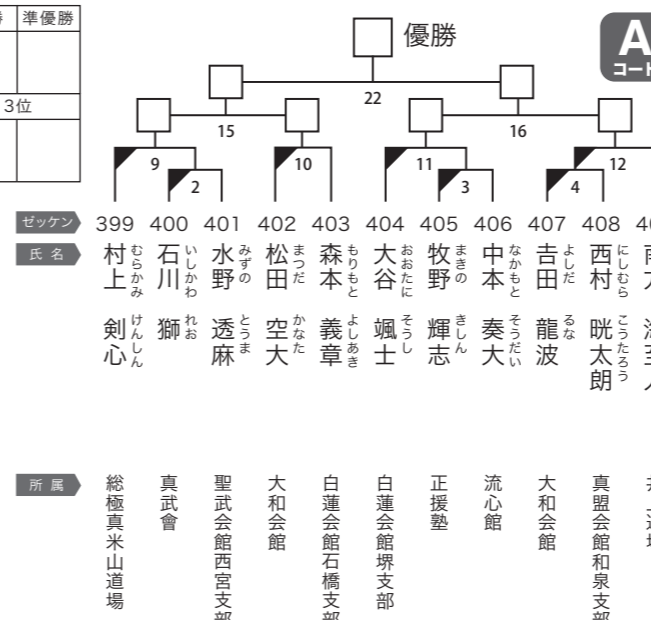 準優勝
3位
優勝
A
コート
22
15
16
9
10
11
12
2
3
4
ゼッケン
399 400 401 402 403 404 405 406 407 408
氏名
村上 剣心
むらかみ けんしん
石川 獅
いしかわ れお
水野 透麻
みずの とうま
松田 空大
まつだ かなた
森本 義章
もりもと よしあき
大谷 颯士
おおたに そうし
牧野 輝志
まきの きしん
中本 奏大
なかもと そうだい
𠮷田 龍波
よしだ るな
西村 晄太朗
にしむら こうたろう
所属
総極真米山道場
真武會
聖武会館西宮支部
大和会館
白蓮会館石橋支部
白蓮会館堺支部
正援塾
流心館
大和会館
真盟会館和泉支部